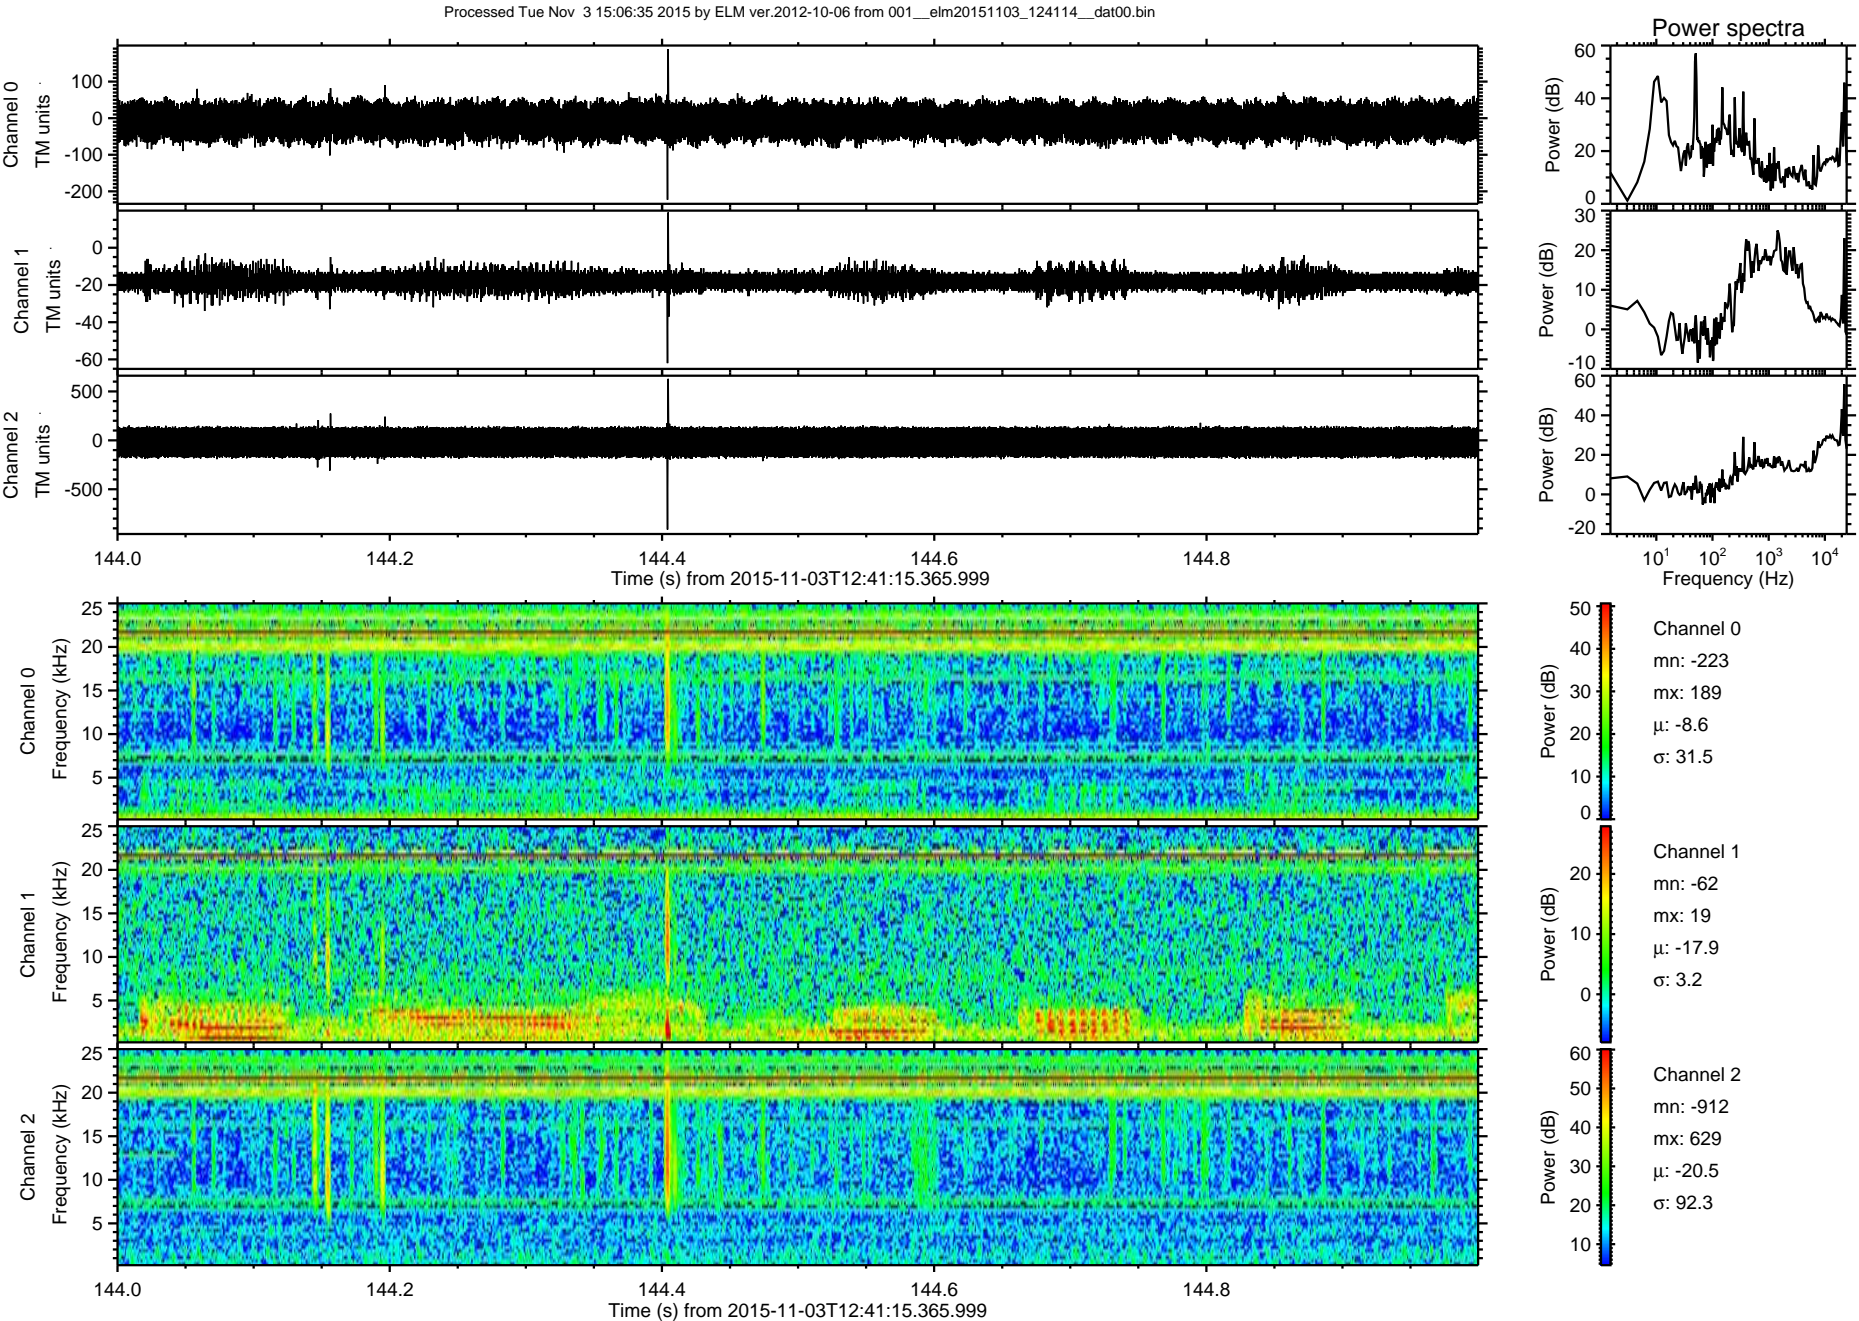 Processed Tue Nov  3 15:06:35 2015 by ELM ver.2012-10-06 from 001__elm20151103_124114__dat00.bin
Power spectra
Channel 0
TM units
100
0
-100
-200
Power (dB)
60
40
20
0
Channel 1
TM units
0
-20
-40
-60
Power (dB)
30
20
10
0
-10
Channel 2
TM units
500
0
-500
Power (dB)
60
40
20
0
-20
144.0 144.2 144.4 144.6 144.8
Time (s) from 2015-11-03T12:41:15.365.999
10^1 10^2 10^3 10^4
Frequency (Hz)
Channel 0
Frequency (kHz)
25
20
15
10
5
Power (dB)
50
40
30
20
10
0
Channel 0
mn: -223
mx: 189
μ: -8.6
σ: 31.5
Channel 1
Frequency (kHz)
25
20
15
10
5
Power (dB)
20
10
0
Channel 1
mn: -62
mx: 19
μ: -17.9
σ: 3.2
Channel 2
Frequency (kHz)
25
20
15
10
5
Power (dB)
60
50
40
30
20
10
Channel 2
mn: -912
mx: 629
μ: -20.5
σ: 92.3
144.0 144.2 144.4 144.6 144.8
Time (s) from 2015-11-03T12:41:15.365.999